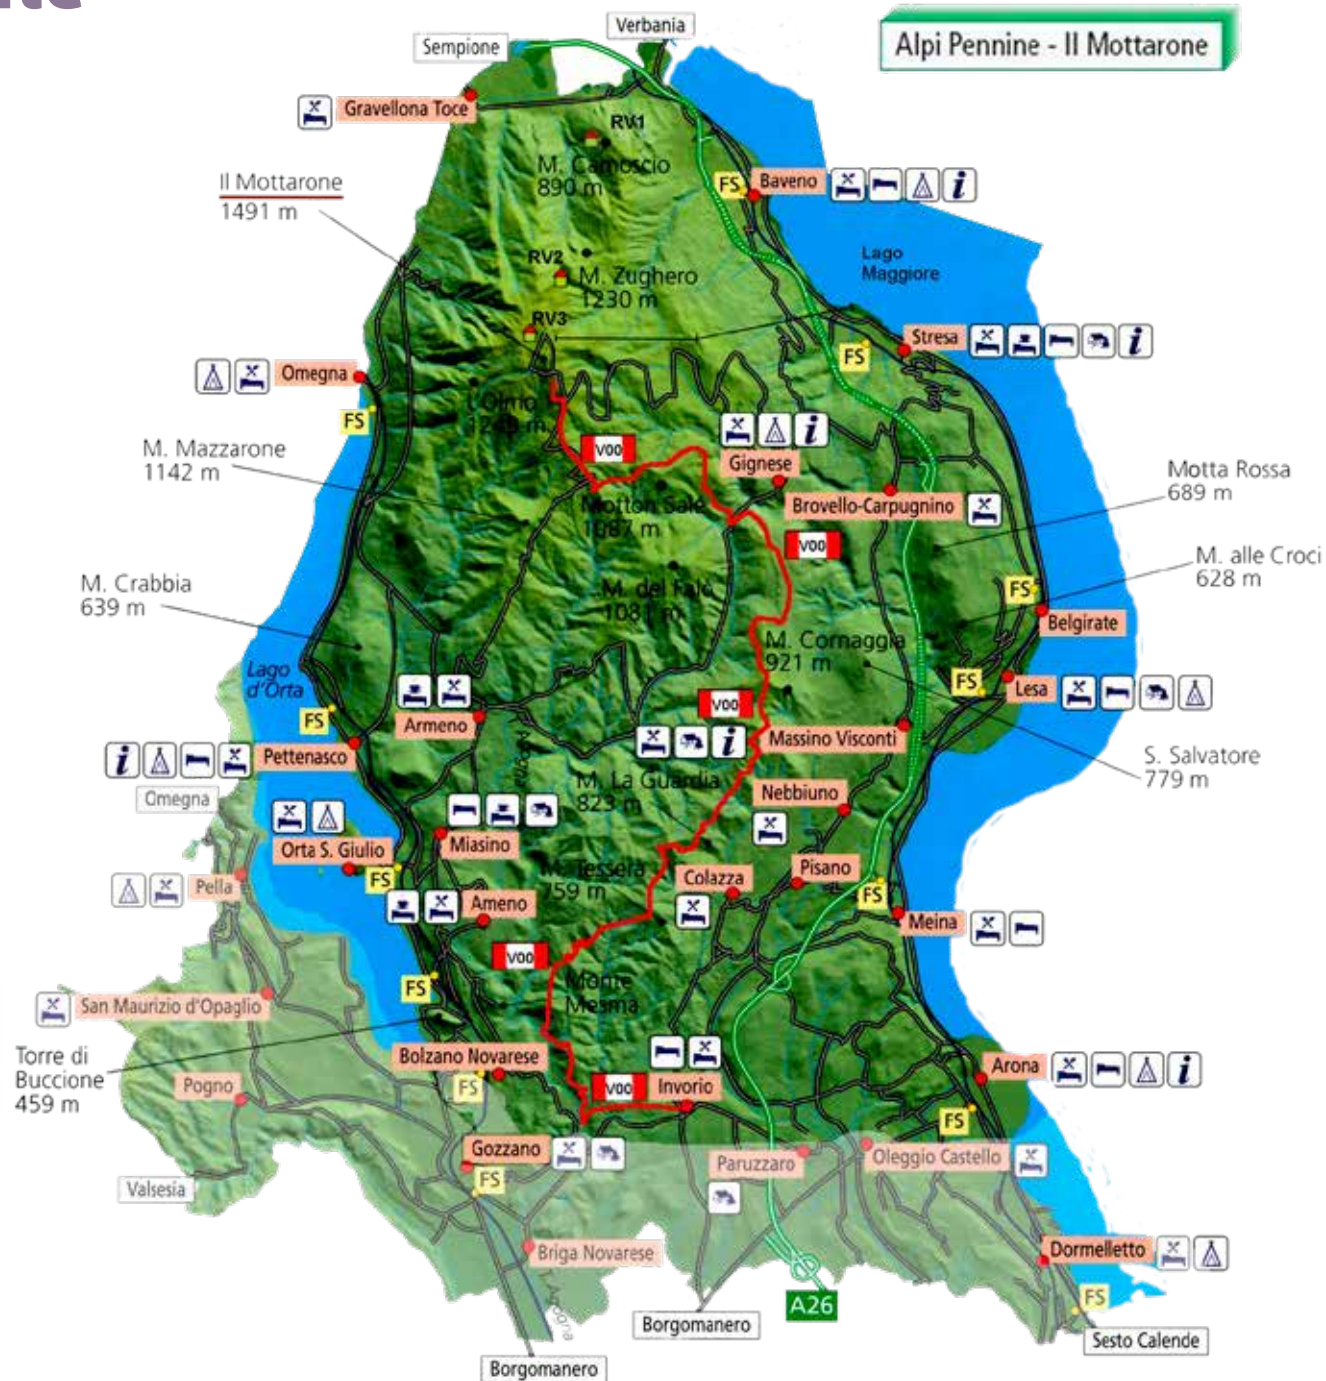 Verbania
Sempione
Alpi Pennine - Il Mottarone
Gravellona Toce
RV1
M. Camoscio
890 m
Il Mottarone
1491 m
FS
Baveno
Lago
Maggiore
RV2
M. Zughero
1230 m
RV3
Stresa
FS
Omegna
FS
L'Olmo
M. Mazzarone
1142 m
V00
Gignese
Motta Rossa
689 m
Brovello-Carpugnino
Motton Sale
1087 m
V00
M. alle Croci
628 m
M. Crabbia
639 m
M. del Falò
1081 m
FS
Belgirate
M. Cornaggia
921 m
Lago
d'Orta
FS
Armeno
V00
FS
Lesa
Massino Visconti
Pettenasco
S. Salvatore
779 m
M. La Guardia
823 m
Omegna
Nebbiuno
Miasino
Orta S. Giulio
FS
M. Tessera
759 m
Colazza
Pisano
FS
Pella
Ameno
Meina
V00
FS
Monte
Mesma
San Maurizio d'Opaglio
Torre di
Buccione
459 m
Bolzano Novarese
FS
V00
Invorio
Arona
FS
Pogno
Gozzano
FS
Paruzzaro
Oleggio Castello
Valsesia
Briga Novarese
Dormelletto
A26
FS
Borgomanero
Sesto Calende
Borgomanero